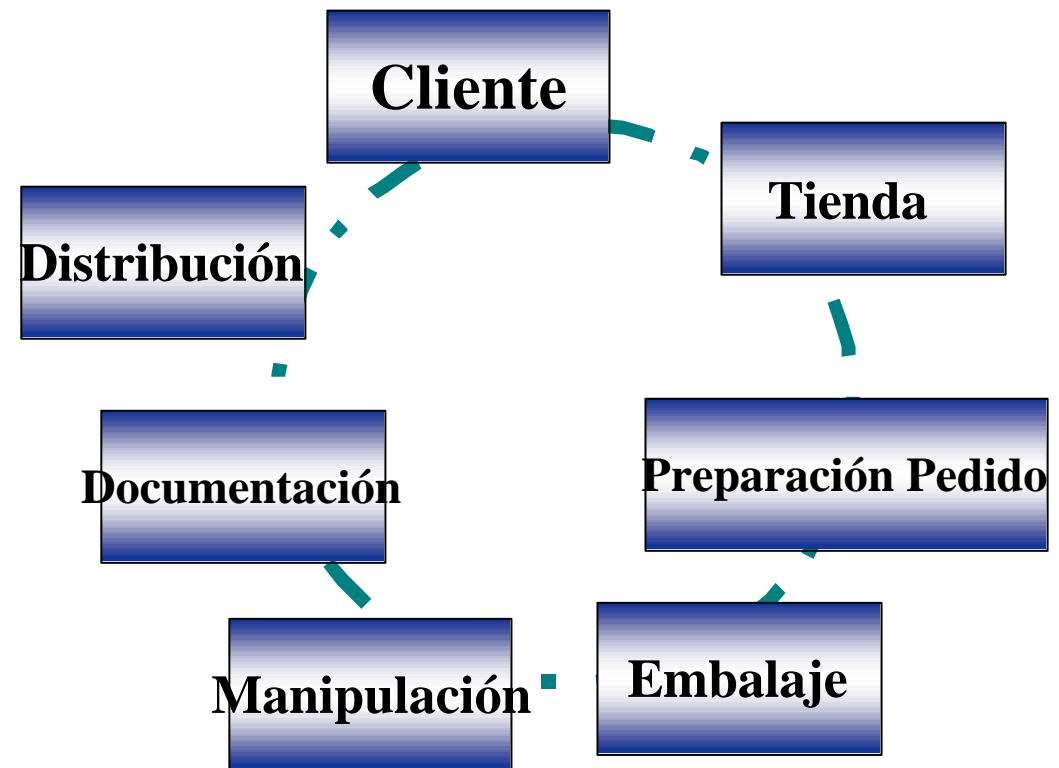 Cliente
Tienda
Distribución
Preparación Pedido
Documentación
Embalaje
Manipulación